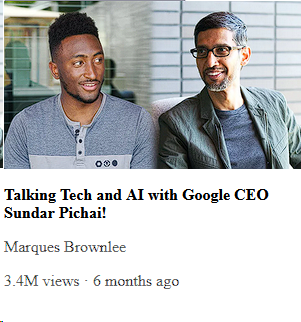 Talking Tech and AI with Google CEO
Sundar Pichai!
Marques Brownlee
3.4M views · 6 months ago